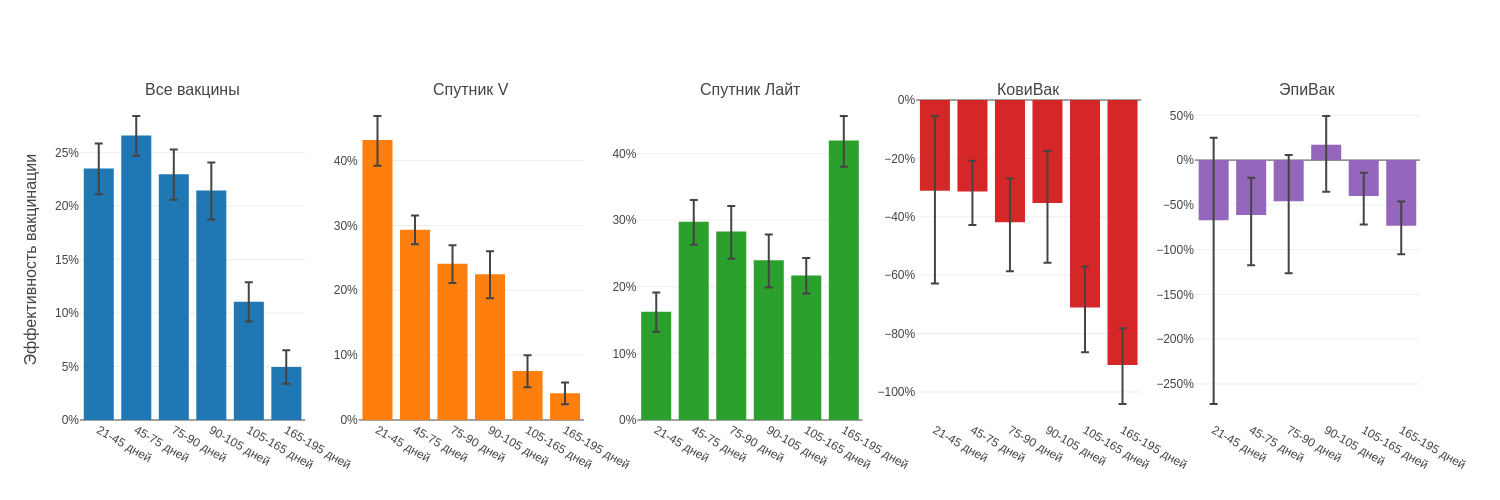 Все вакцины
Спутник V
Спутник Лайт
КовиВак
ЭпиВак
Эффективность вакцинации
25%
20%
15%
10%
5%
0%
21-45 дней
45-75 дней
75-90 дней
90-105 дней
105-165 дней
165-195 дней
40%
30%
20%
10%
0%
21-45 дней
45-75 дней
75-90 дней
90-105 дней
105-165 дней
165-195 дней
40%
30%
20%
10%
0%
21-45 дней
45-75 дней
75-90 дней
90-105 дней
105-165 дней
165-195 дней
0%
−20%
−40%
−60%
−80%
−100%
21-45 дней
45-75 дней
75-90 дней
90-105 дней
105-165 дней
165-195 дней
50%
0%
−50%
−100%
−150%
−200%
−250%
21-45 дней
45-75 дней
75-90 дней
90-105 дней
105-165 дней
165-195 дней